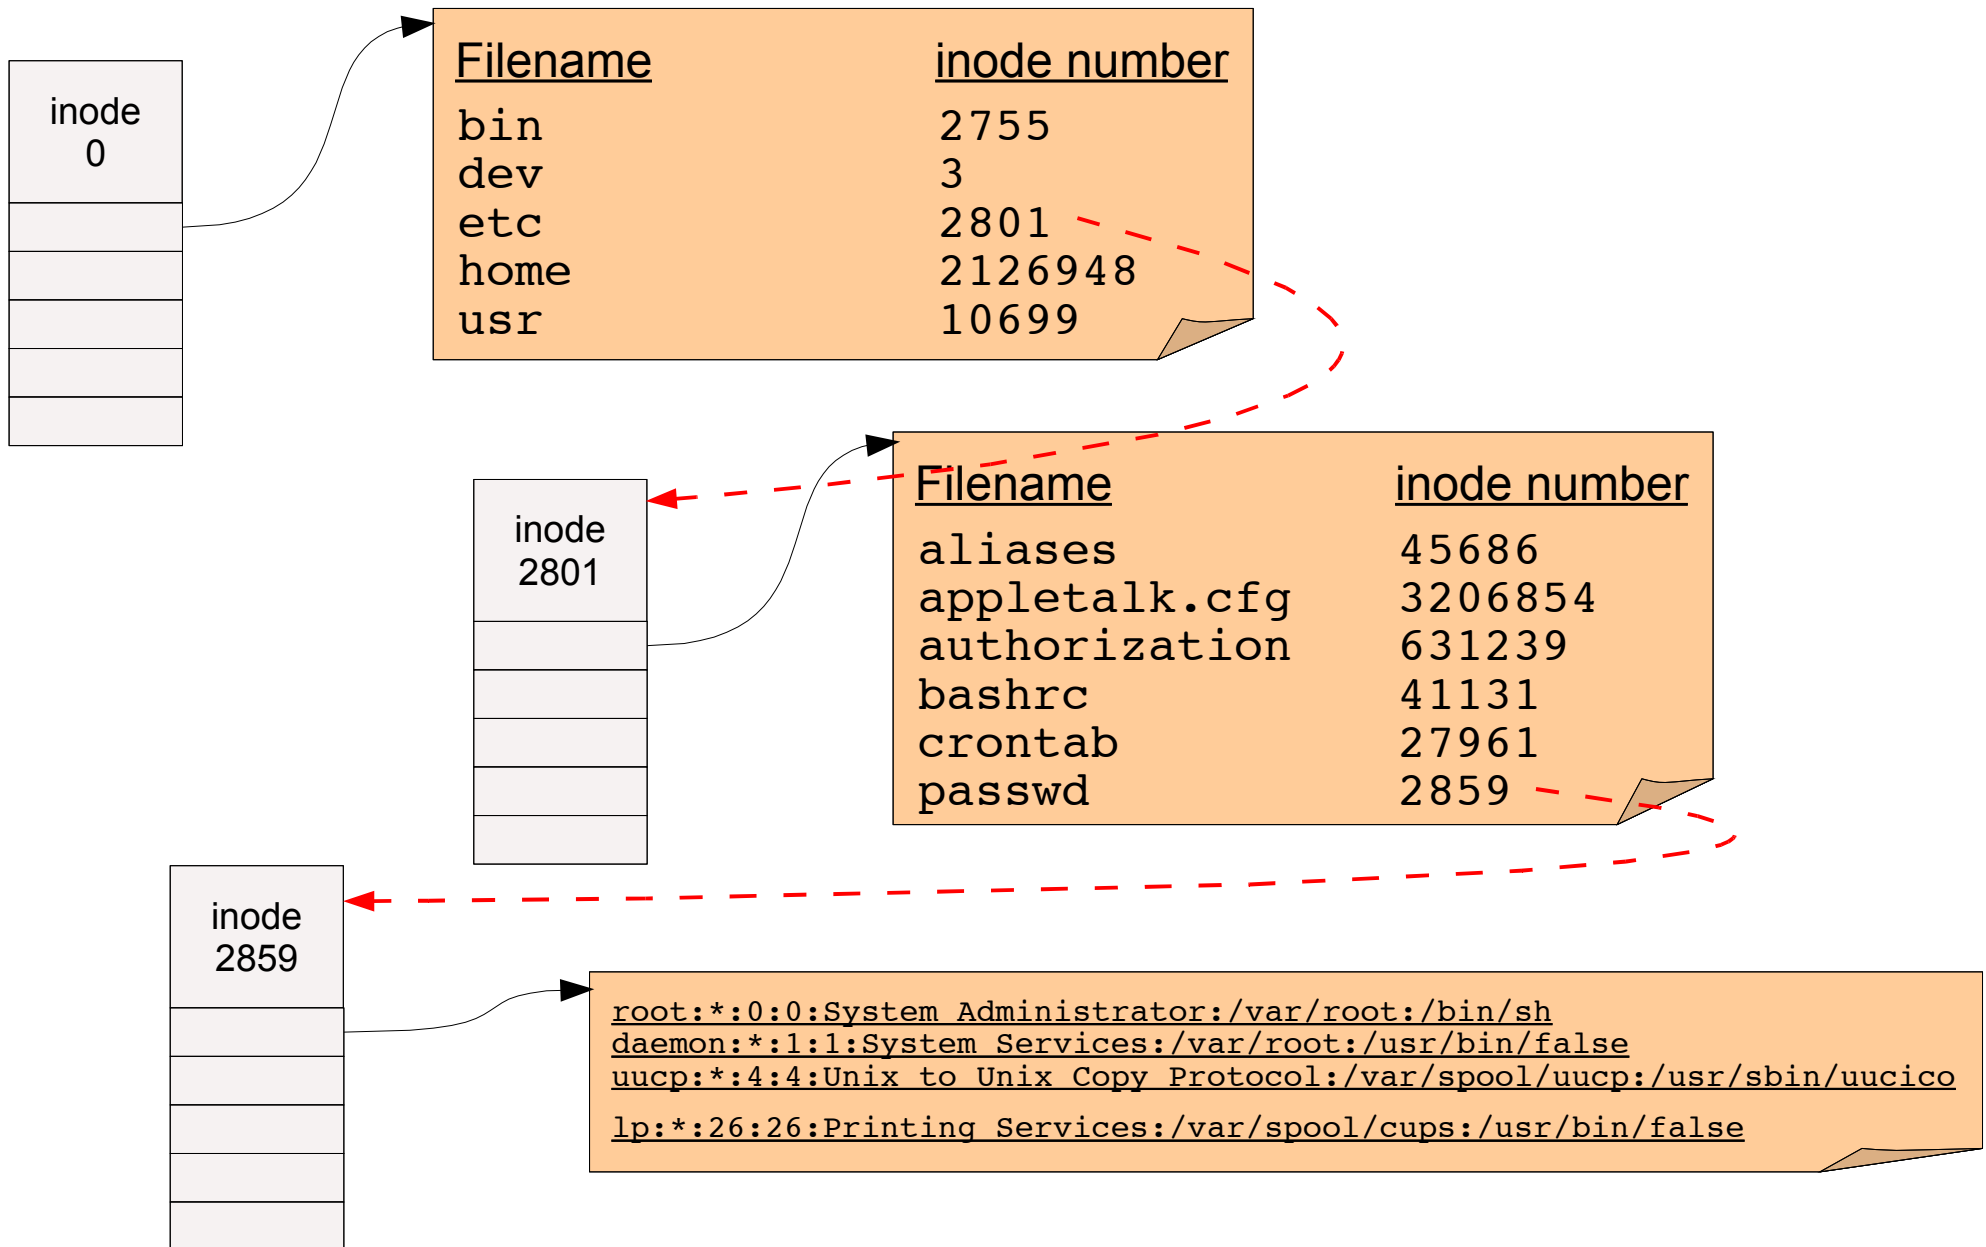 inode
0
Filename inode number
bin 2755
dev 3
etc 2801
home 2126948
usr 10699
inode
2801
Filename inode number
aliases 45686
appletalk.cfg 3206854
authorization 631239
bashrc 41131
crontab 27961
passwd 2859
inode
2859
root:*:0:0:System Administrator:/var/root:/bin/sh
daemon:*:1:1:System Services:/var/root:/usr/bin/false
uucp:*:4:4:Unix to Unix Copy Protocol:/var/spool/uucp:/usr/sbin/uucico
lp:*:26:26:Printing Services:/var/spool/cups:/usr/bin/false